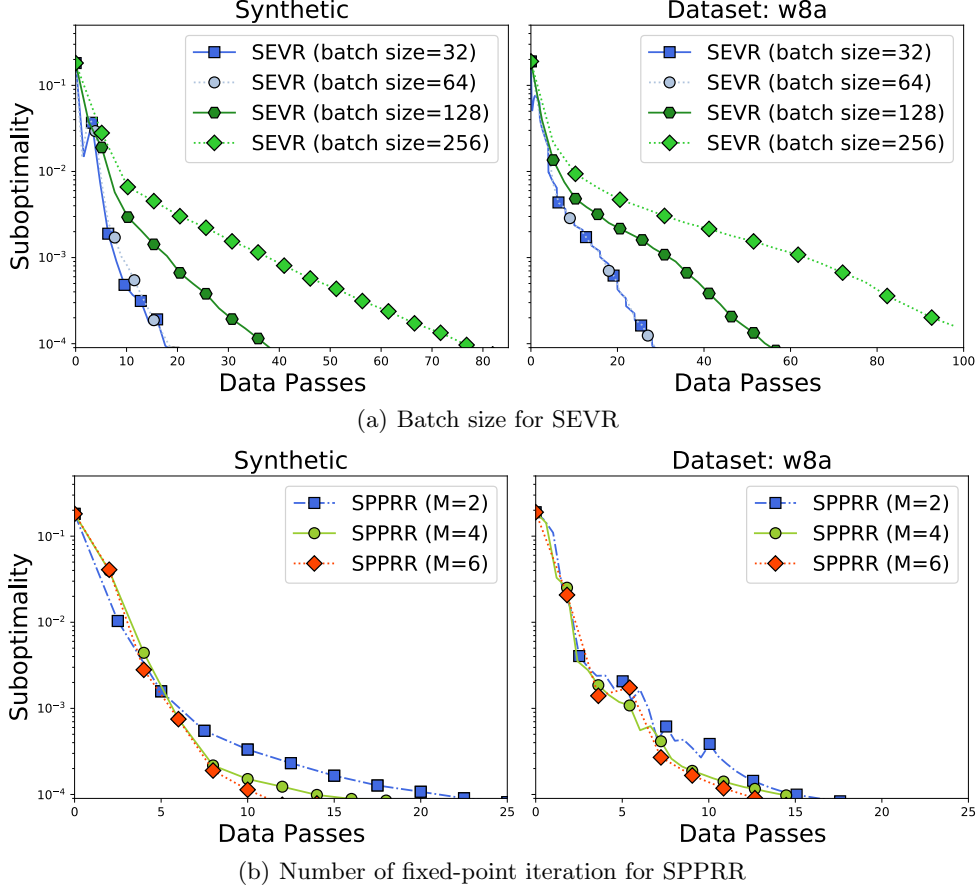 Synthetic
Dataset: w8a
SEVR (batch size=32)
SEVR (batch size=64)
SEVR (batch size=128)
SEVR (batch size=256)
SEVR (batch size=32)
SEVR (batch size=64)
SEVR (batch size=128)
SEVR (batch size=256)
Suboptimality
10⁻¹
10⁻²
10⁻³
10⁻⁴
0 10 20 30 40 50 60 70 80
0 20 40 60 80 100
Data Passes
Data Passes
(a) Batch size for SEVR
Synthetic
Dataset: w8a
SPPRR (M=2)
SPPRR (M=4)
SPPRR (M=6)
SPPRR (M=2)
SPPRR (M=4)
SPPRR (M=6)
Suboptimality
10⁻¹
10⁻²
10⁻³
10⁻⁴
0 5 10 15 20 25
0 5 10 15 20 25
Data Passes
Data Passes
(b) Number of fixed-point iteration for SPPRR